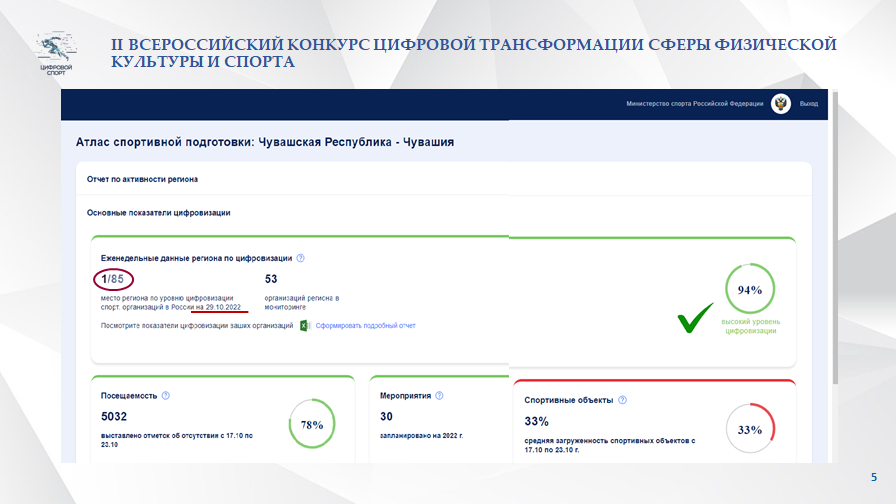 II ВСЕРОССИЙСКИЙ КОНКУРС ЦИФРОВОЙ ТРАНСФОРМАЦИИ СФЕРЫ ФИЗИЧЕСКОЙ
КУЛЬТУРЫ И СПОРТА
ЦИФРОВОЙ
СПОРТ
Министерство спорта Российской Федерации
Выход
Атлас спортивной подготовки: Чувашская Республика - Чувашия
Отчет по активности региона
Основные показатели цифровизации
Еженедельные данные региона по цифровизации ?
1/85
место региона по уровню цифровизации
спорт. организаций в России на 29.10.2022
53
организаций региона в
мониторинге
Посмотрите показатели цифровизации ваших организаций
Сформировать подробный отчет
94%
высокий уровень
цифровизации
Посещаемость ?
5032
выставлено отметок об отсутствии с 17.10 по
23.10
78%
Мероприятия ?
30
запланировано на 2022 г.
Спортивные объекты ?
33%
средняя загруженность спортивных объектов с
17.10 по 23.10 г.
33%
5